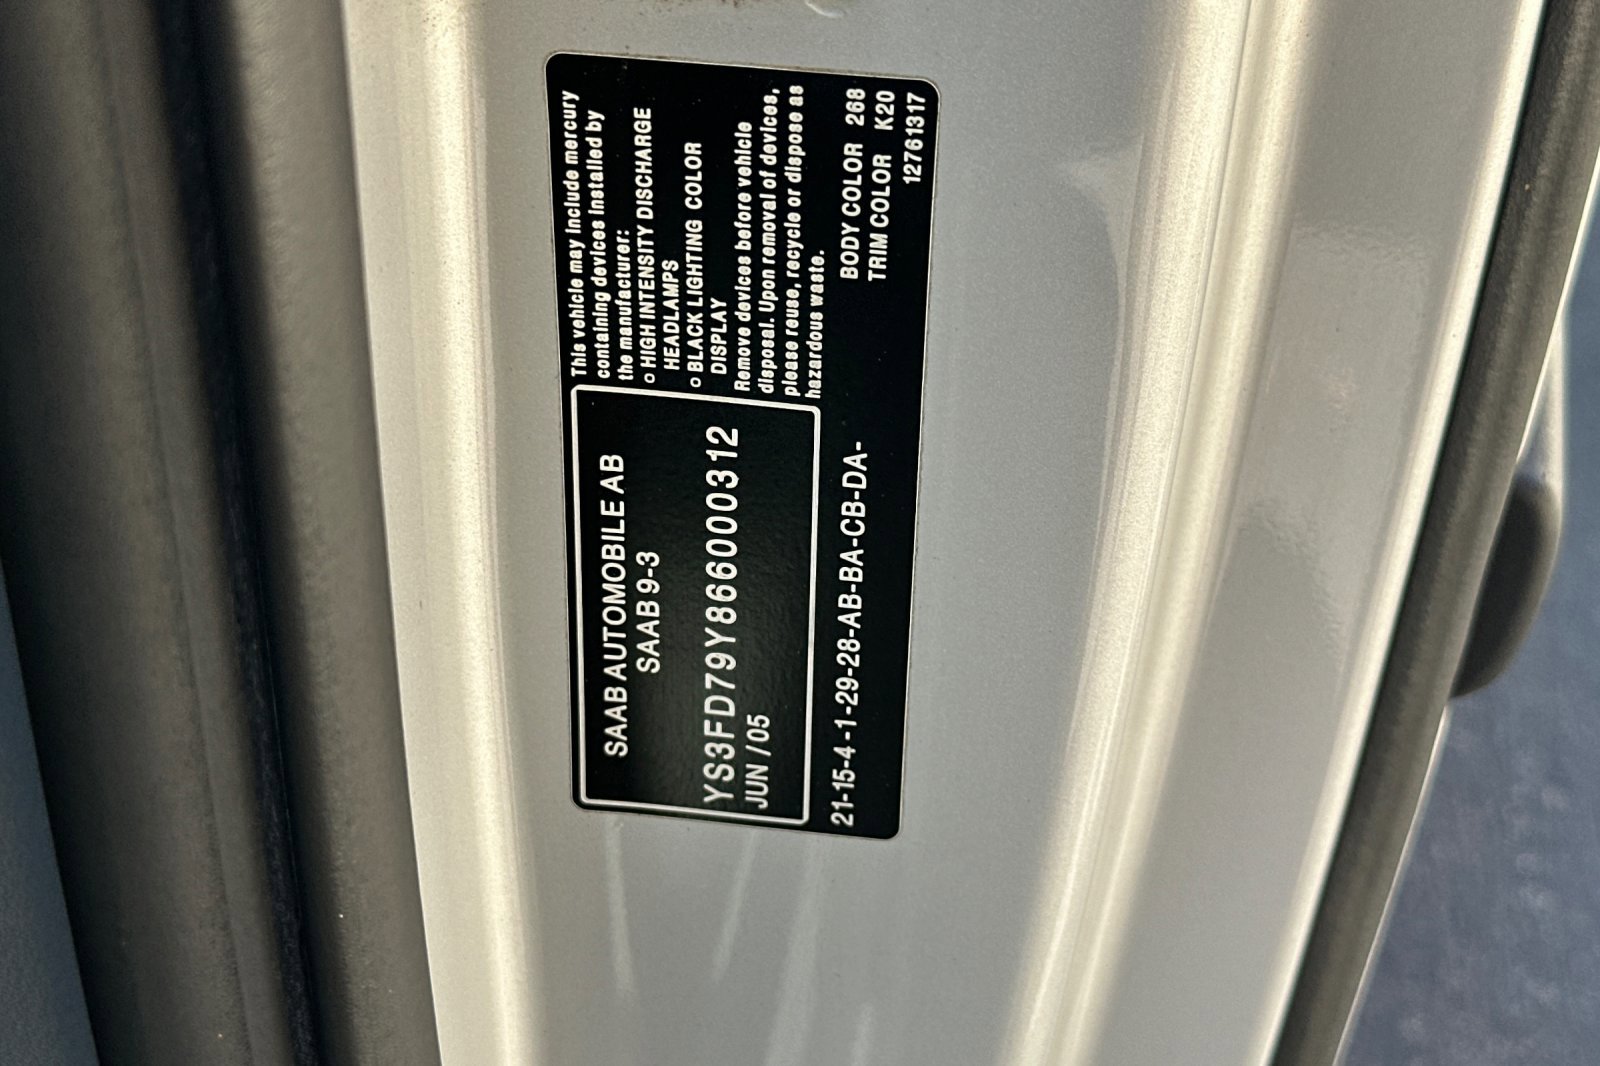 SAAB AUTOMOBILE AB
SAAB 9-3
YS3FD79Y866000312
JUN /05
This vehicle may include mercury
containing devices installed by
the manufacturer:
o HIGH INTENSITY DISCHARGE
HEADLAMPS
o BLACK LIGHTING COLOR
DISPLAY
Remove devices before vehicle
disposal. Upon removal of devices,
please reuse, recycle or dispose as
hazardous waste.
21-15-4-1-29-28-AB-BA-CB-DA-
BODY COLOR 268
TRIM COLOR K20
12761317